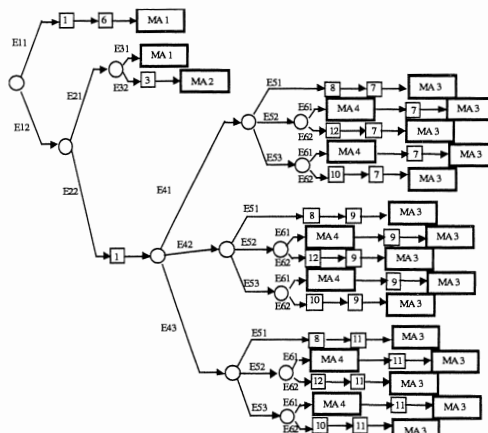 E11 1 6 MA 1
E31 MA 1
E21 E32 3 MA 2
E12
E51 8 7 MA 3
E61 MA 4 7 MA 3
E52 E62 12 7 MA 3
E61 MA 4 7 MA 3
E53 E62 10 7 MA 3
E22 E41
E51 8 9 MA 3
E61 MA 4 9 MA 3
1 E42 E52 E62 12 9 MA 3
E61 MA 4 9 MA 3
E53 E62 10 9 MA 3
E43
E51 8 11 MA 3
E61 MA 4 11 MA 3
E52 E62 12 11 MA 3
E61 MA 4 11 MA 3
E53 E62 10 11 MA 3